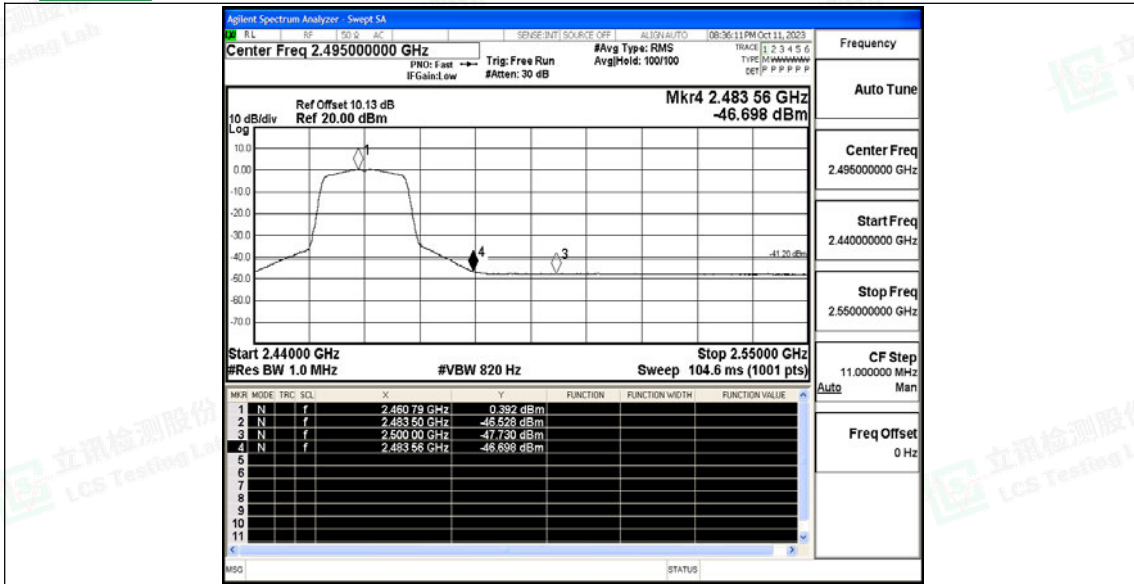 Agilent Spectrum Analyzer - Swept SA
RL RF 50 Ω AC SENSE:INT SOURCE OFF ALIGNAUTO 08:36:11 PM Oct 11, 2023
Center Freq 2.495000000 GHz
PNO: Fast
IFGain:Low
Trig: Free Run
#Atten: 30 dB
#Avg Type: RMS
Avg|Hold: 100/100
TRACE 1 2 3 4 5 6
TYPE M WWWWW
DET P P P P P P
Ref Offset 10.13 dB
Ref 20.00 dBm
10 dB/div
Log
Mkr4 2.483 56 GHz
-46.698 dBm
10.0
0.00
-10.0
-20.0
-30.0
-40.0
-50.0
-60.0
-70.0
1
4
3
-41.20 dBm
Start 2.44000 GHz
Stop 2.55000 GHz
#Res BW 1.0 MHz
#VBW 820 Hz
Sweep 104.6 ms (1001 pts)
MKR MODE TRC SCL X Y FUNCTION FUNCTION WIDTH FUNCTION VALUE
1 N f 2.460 79 GHz 0.392 dBm
2 N f 2.483 50 GHz -46.528 dBm
3 N f 2.500 00 GHz -47.730 dBm
4 N f 2.483 56 GHz -46.698 dBm
5
6
7
8
9
10
11
MSG
STATUS
Frequency
Auto Tune
Center Freq
2.495000000 GHz
Start Freq
2.440000000 GHz
Stop Freq
2.550000000 GHz
CF Step
11.000000 MHz
Auto Man
Freq Offset
0 Hz
立讯检测股份
LCS Testing Lab
立讯检测股份
LCS Testing L